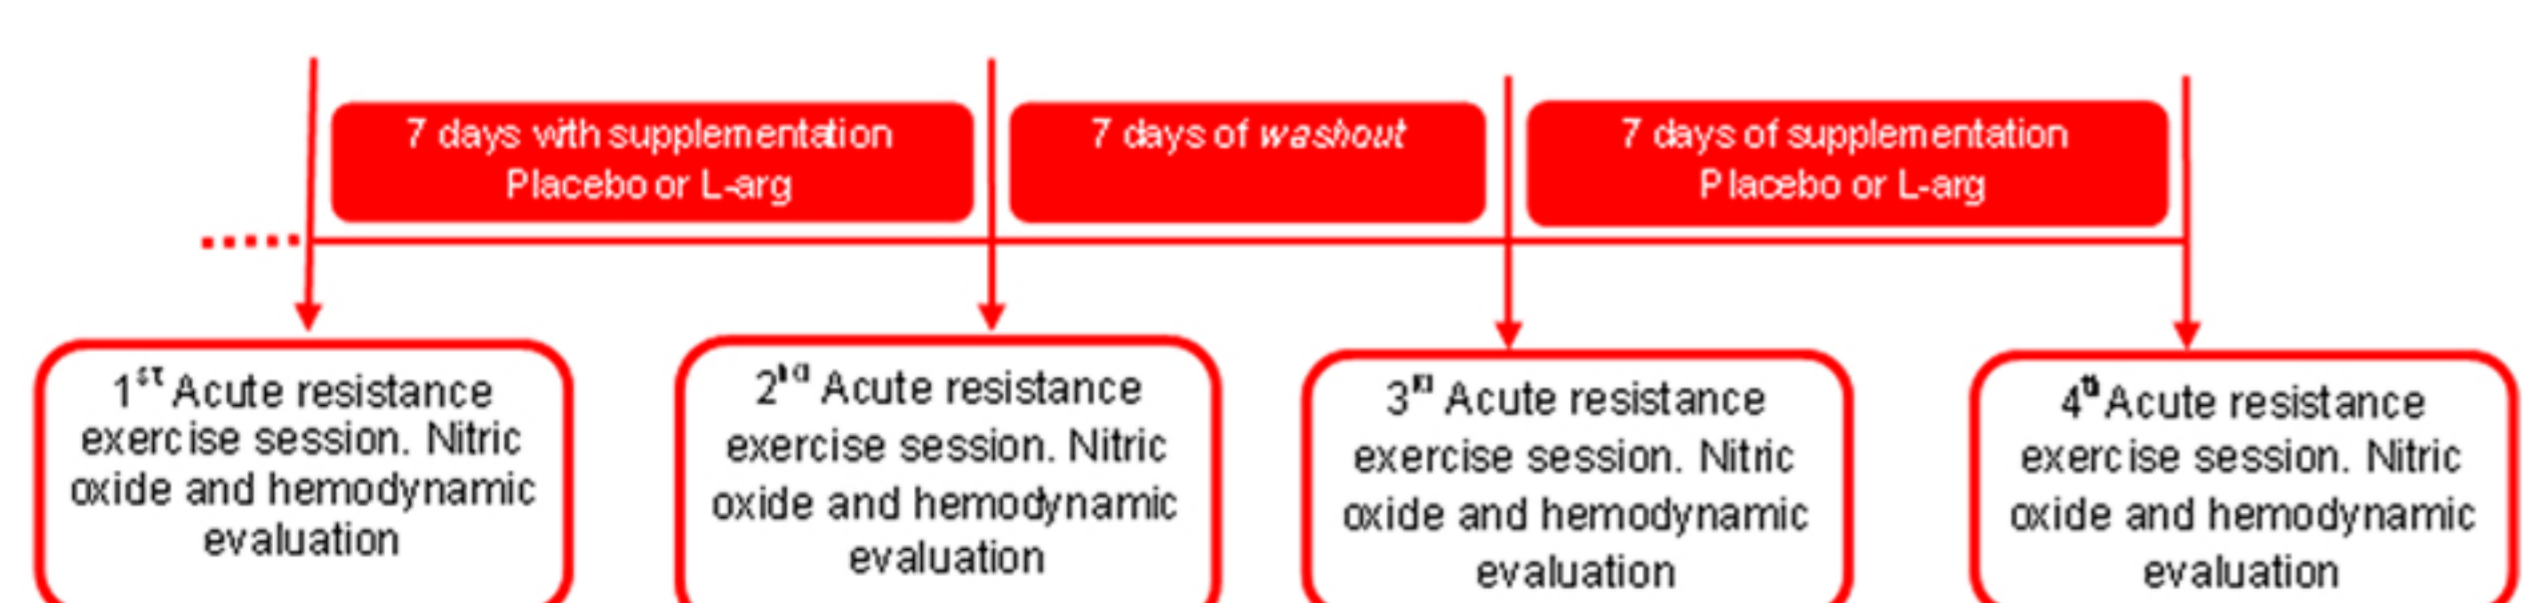 7 days with supplementation
Placebo or L-arg
7 days of washout
7 days of supplementation
Placebo or L-arg
1st Acute resistance
exercise session. Nitric
oxide and hemodynamic
evaluation
2nd Acute resistance
exercise session. Nitric
oxide and hemodynamic
evaluation
3rd Acute resistance
exercise session. Nitric
oxide and hemodynamic
evaluation
4th Acute resistance
exercise session. Nitric
oxide and hemodynamic
evaluation